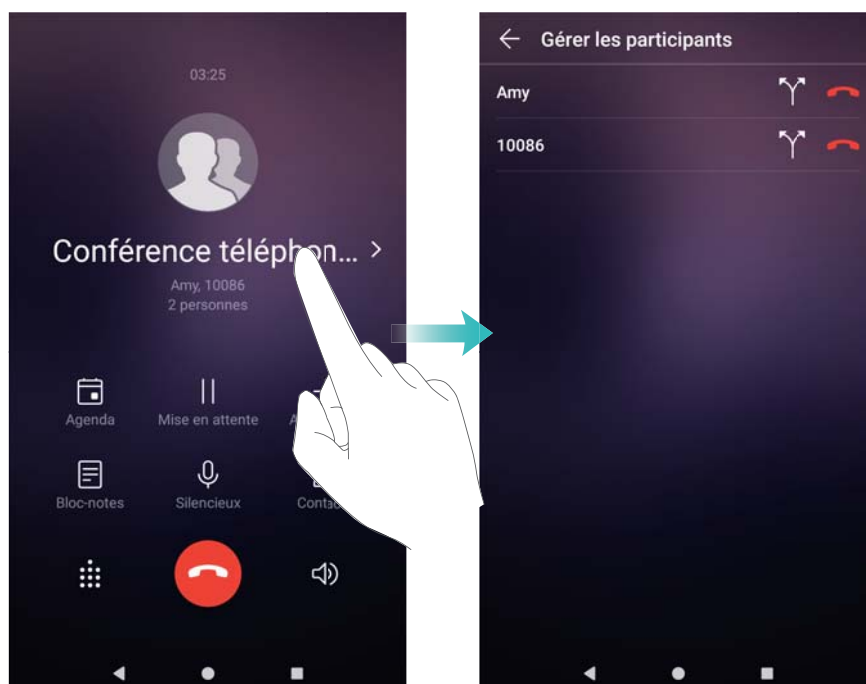 03:25
Conférence téléphon... >
Amy, 10086
2 personnes
Agenda
Mise en attente
Bloc-notes
Silencieux
Gérer les participants
Amy
10086